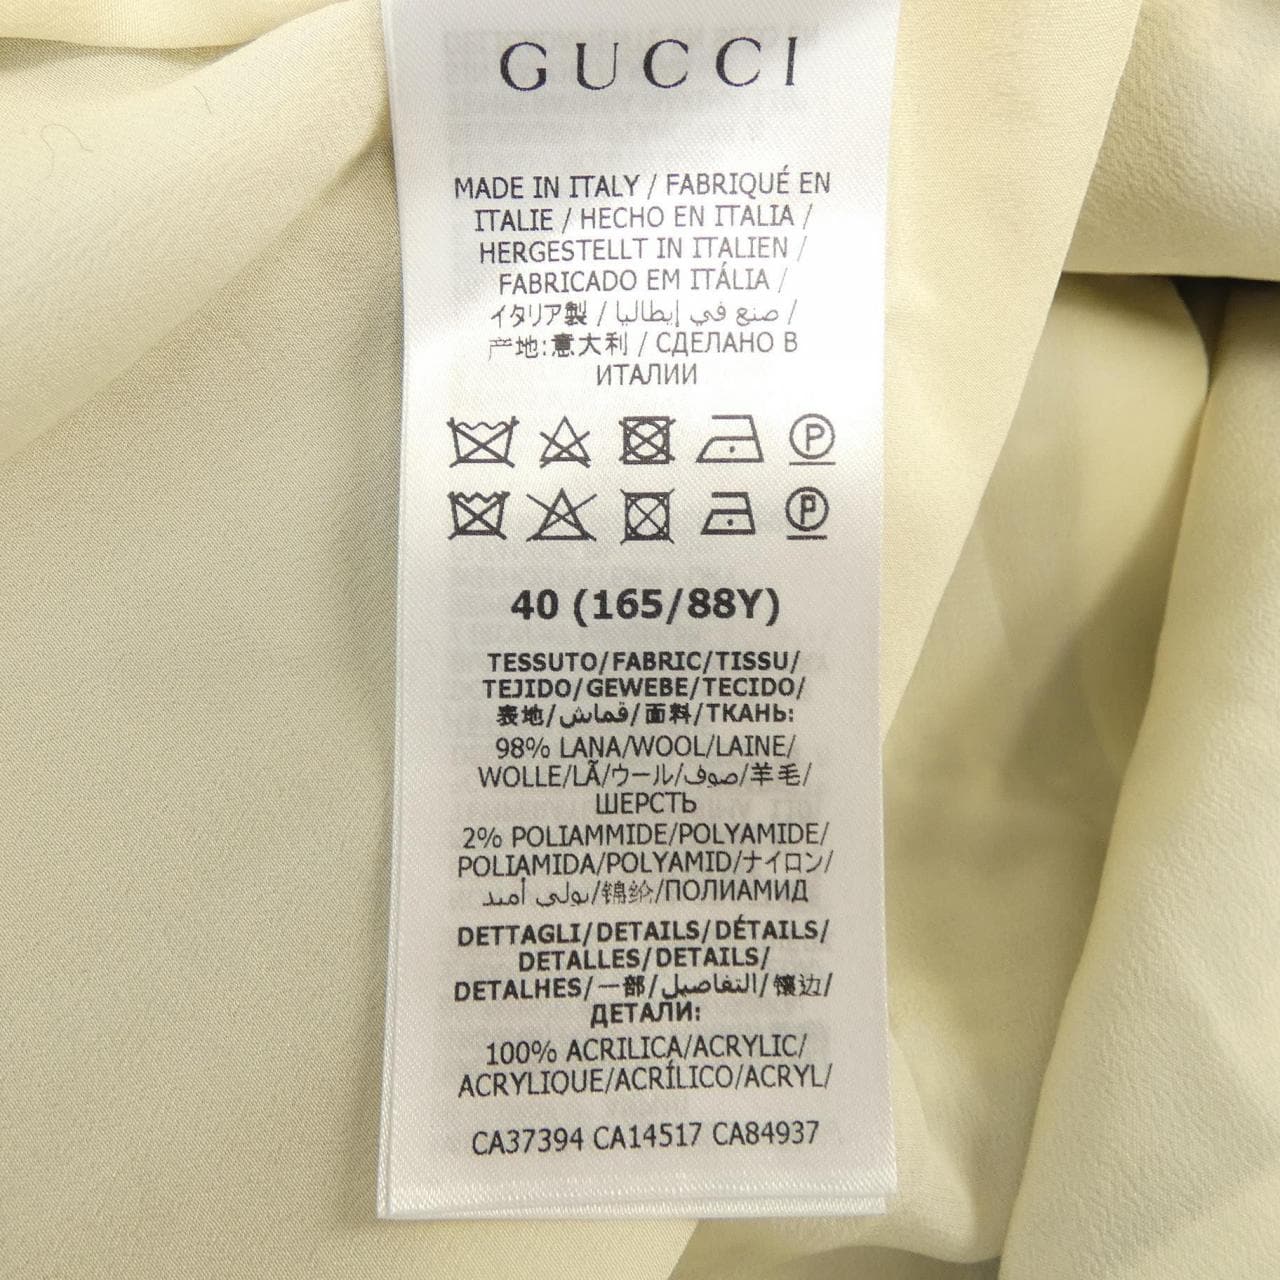 GUCCI
MADE IN ITALY / FABRIQUÉ EN
ITALIE / HECHO EN ITALIA /
HERGESTELLT IN ITALIEN /
FABRICADO EM ITÁLIA /
イタリア製 / صنع في إيطاليا /
产地:意大利 / СДЕЛАНО В
ИТАЛИИ
P
P
40 (165/88Y)
TESSUTO/FABRIC/TISSU/
TEJIDO/GEWEBE/TECIDO/
表地/قماش/面料/ТКАНЬ:
98% LANA/WOOL/LAINE/
WOLLE/LÃ/ウール/صوف/羊毛/
ШЕРСТЬ
2% POLIAMMIDE/POLYAMIDE/
POLIAMIDA/POLYAMID/ナイロン/
بولي أميد/锦纶/ПОЛИАМИД
DETTAGLI/DETAILS/DÉTAILS/
DETALLES/DETAILS/
DETALHES/一部/التفاصيل/镶边/
ДЕТАЛИ:
100% ACRILICA/ACRYLIC/
ACRYLIQUE/ACRÍLICO/ACRYL/
CA37394 CA14517 CA84937